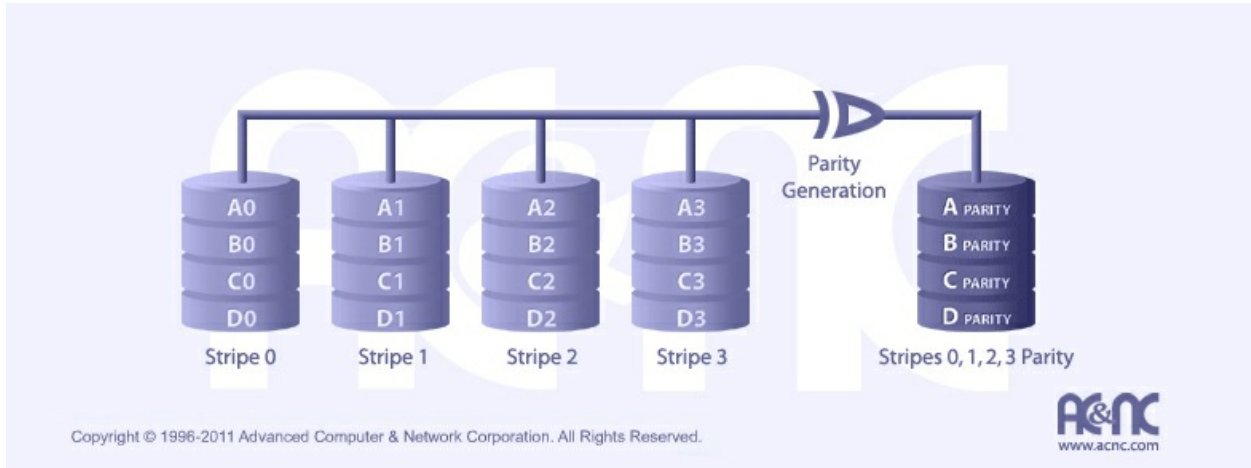 Parity
Generation
A0 A1 A2 A3 A PARITY
B0 B1 B2 B3 B PARITY
C0 C1 C2 C3 C PARITY
D0 D1 D2 D3 D PARITY
Stripe 0 Stripe 1 Stripe 2 Stripe 3 Stripes 0, 1, 2, 3 Parity
AC&NC
www.acnc.com
Copyright © 1996-2011 Advanced Computer & Network Corporation. All Rights Reserved.